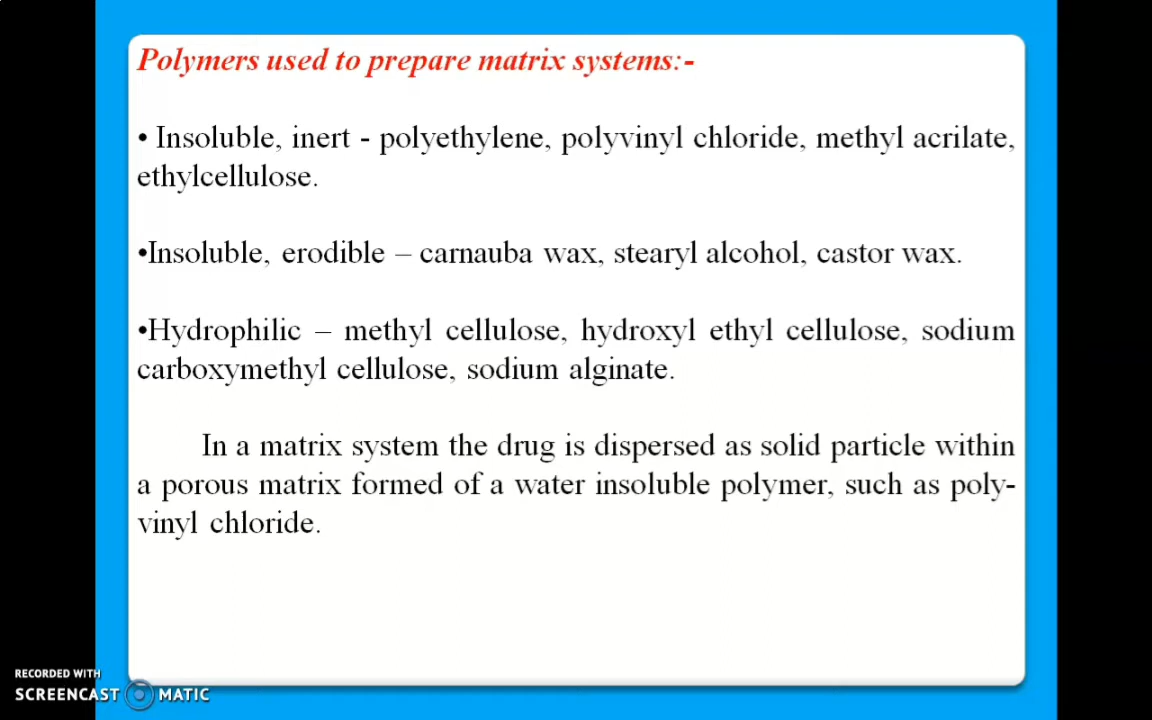 Polymers used to prepare matrix systems:-
• Insoluble, inert - polyethylene, polyvinyl chloride, methyl acrilate,
ethylcellulose.
•Insoluble, erodible – carnauba wax, stearyl alcohol, castor wax.
•Hydrophilic – methyl cellulose, hydroxyl ethyl cellulose, sodium
carboxymethyl cellulose, sodium alginate.
In a matrix system the drug is dispersed as solid particle within
a porous matrix formed of a water insoluble polymer, such as poly-
vinyl chloride.
RECORDED WITH
SCREENCAST MATIC